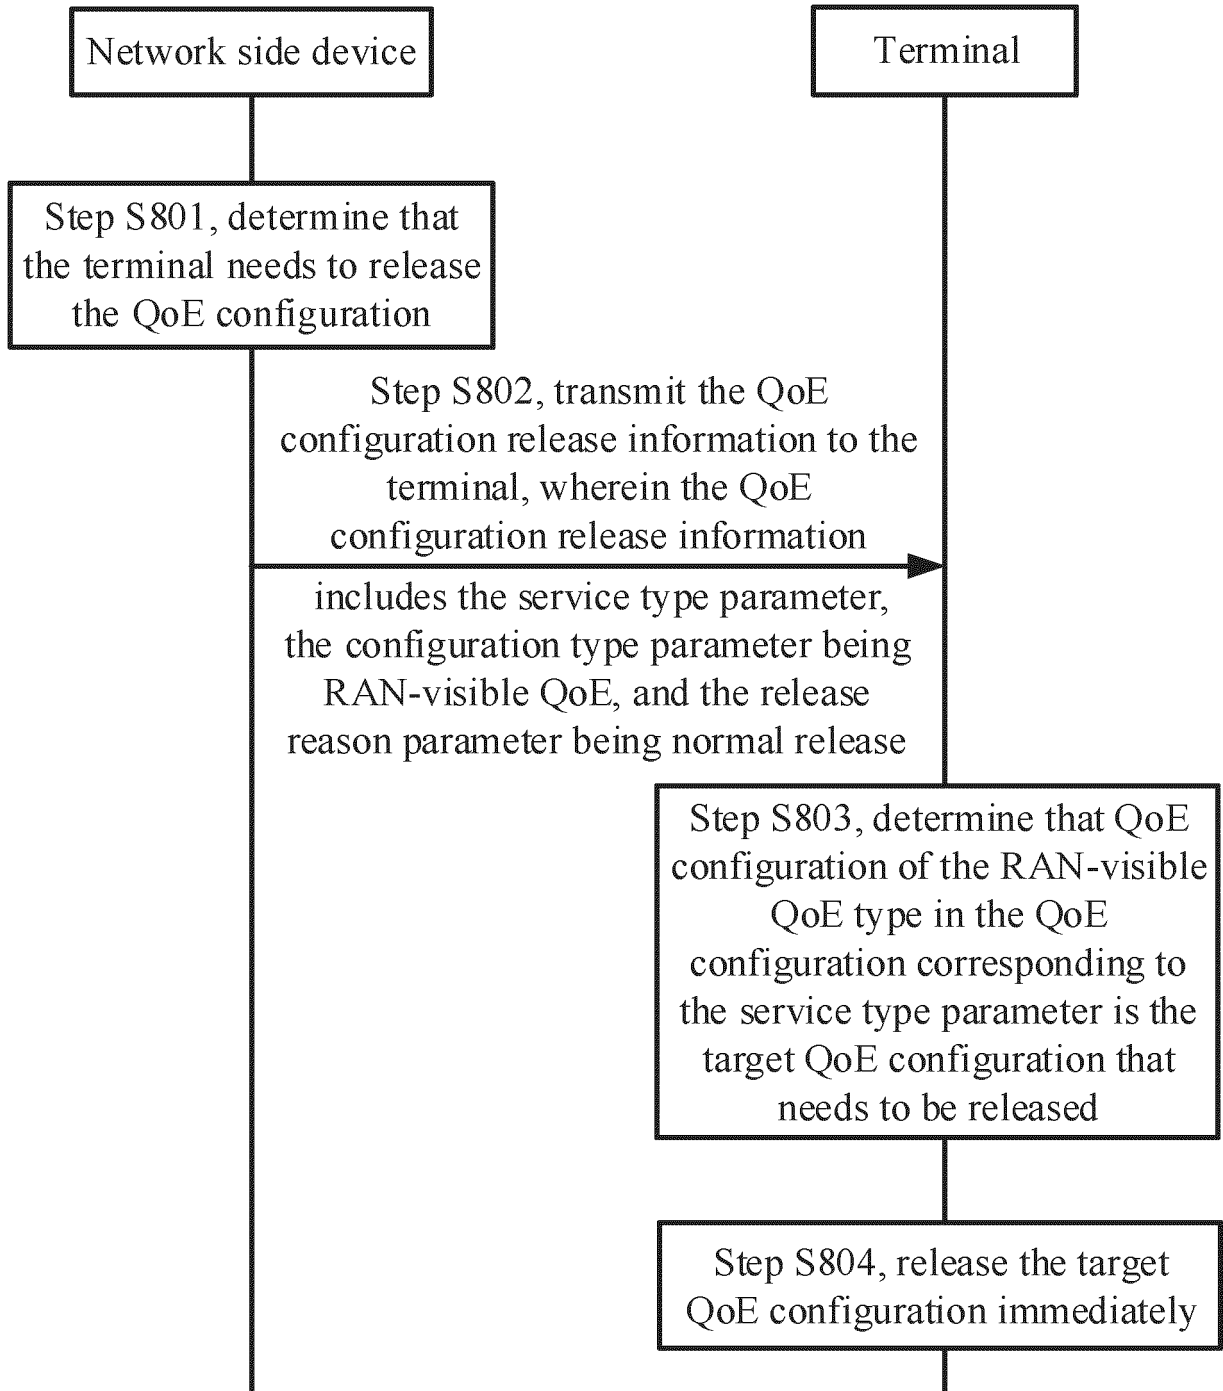 Network side device
Terminal
Step S801, determine that
the terminal needs to release
the QoE configuration
Step S802, transmit the QoE
configuration release information to the
terminal, wherein the QoE
configuration release information
includes the service type parameter,
the configuration type parameter being
RAN-visible QoE, and the release
reason parameter being normal release
Step S803, determine that QoE
configuration of the RAN-visible
QoE type in the QoE
configuration corresponding to
the service type parameter is the
target QoE configuration that
needs to be released
Step S804, release the target
QoE configuration immediately